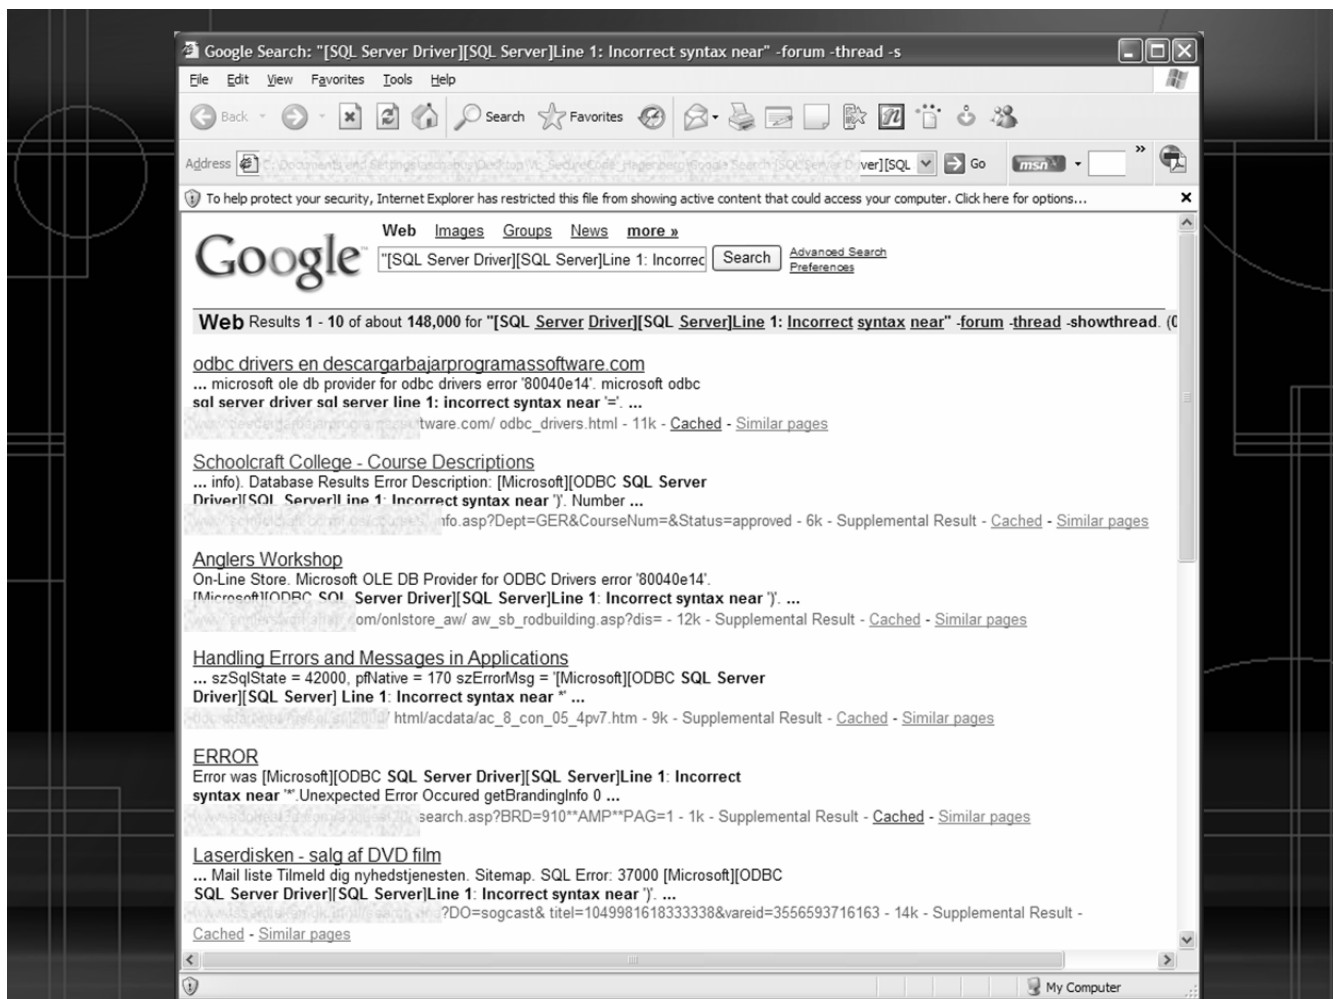 Google Search: "[SQL Server Driver][SQL Server]Line 1: Incorrect syntax near" -forum -thread -s
File Edit View Favorites Tools Help
Back Search Favorites
Address ver][SQL Go msn »
To help protect your security, Internet Explorer has restricted this file from showing active content that could access your computer. Click here for options...
Web Images Groups News more »
Google "[SQL Server Driver][SQL Server]Line 1: Incorrec Search Advanced Search
Preferences
Web Results 1 - 10 of about 148,000 for "[SQL Server Driver][SQL Server]Line 1: Incorrect syntax near" -forum -thread -showthread. (0
odbc drivers en descargarbajarprogramassoftware.com
... microsoft ole db provider for odbc drivers error '80040e14'. microsoft odbc
sql server driver sql server line 1: incorrect syntax near '='. ...
tware.com/ odbc_drivers.html - 11k - Cached - Similar pages
Schoolcraft College - Course Descriptions
... info). Database Results Error Description: [Microsoft][ODBC SQL Server
Driver][SQL Server]Line 1: Incorrect syntax near ')'. Number ...
nfo.asp?Dept=GER&CourseNum=&Status=approved - 6k - Supplemental Result - Cached - Similar pages
Anglers Workshop
On-Line Store. Microsoft OLE DB Provider for ODBC Drivers error '80040e14'.
[Microsoft][ODBC SQL Server Driver][SQL Server]Line 1: Incorrect syntax near ')'. ...
com/onlstore_aw/ aw_sb_rodbuilding.asp?dis= - 12k - Supplemental Result - Cached - Similar pages
Handling Errors and Messages in Applications
... szSqlState = 42000, pfNative = 170 szErrorMsg = '[Microsoft][ODBC SQL Server
Driver][SQL Server] Line 1: Incorrect syntax near *' ...
html/acdata/ac_8_con_05_4pv7.htm - 9k - Supplemental Result - Cached - Similar pages
ERROR
Error was [Microsoft][ODBC SQL Server Driver][SQL Server]Line 1: Incorrect
syntax near '*'.Unexpected Error Occured getBrandingInfo 0 ...
search.asp?BRD=910**AMP**PAG=1 - 1k - Supplemental Result - Cached - Similar pages
Laserdisken - salg af DVD film
... Mail liste Tilmeld dig nyhedstjenesten. Sitemap. SQL Error: 37000 [Microsoft][ODBC
SQL Server Driver][SQL Server]Line 1: Incorrect syntax near ')'. ...
?DO=sogcast& titel=1049981618333338&vareid=3556593716163 - 14k - Supplemental Result -
Cached - Similar pages
My Computer